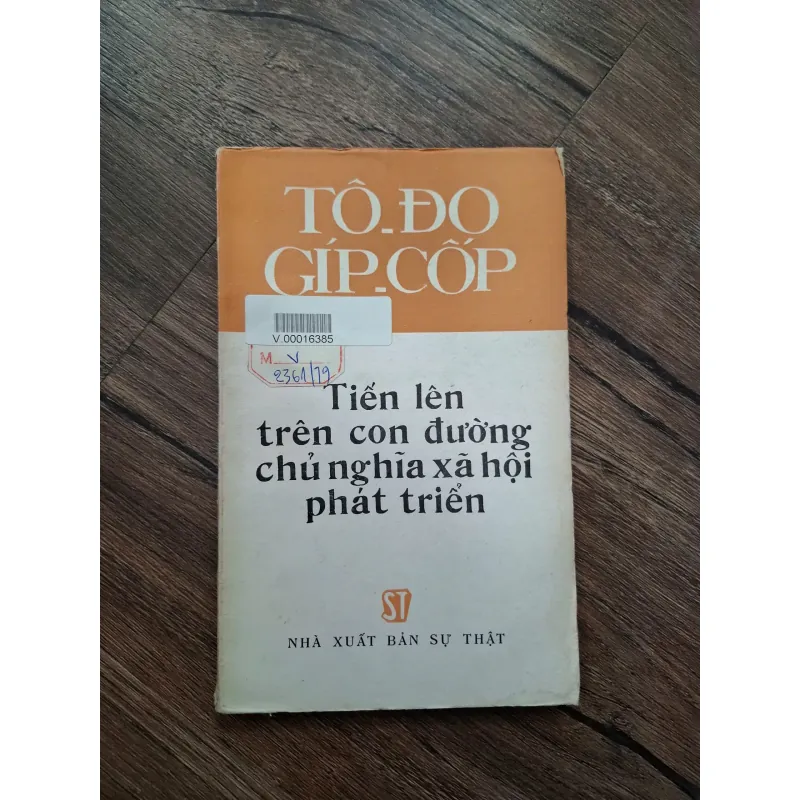 TÔ-ĐO
GÍP-CỐP
V.00016385
M V
2361/79
Tiến lên
trên con đường
chủ nghĩa xã hội
phát triển
ST
NHÀ XUẤT BẢN SỰ THẬT